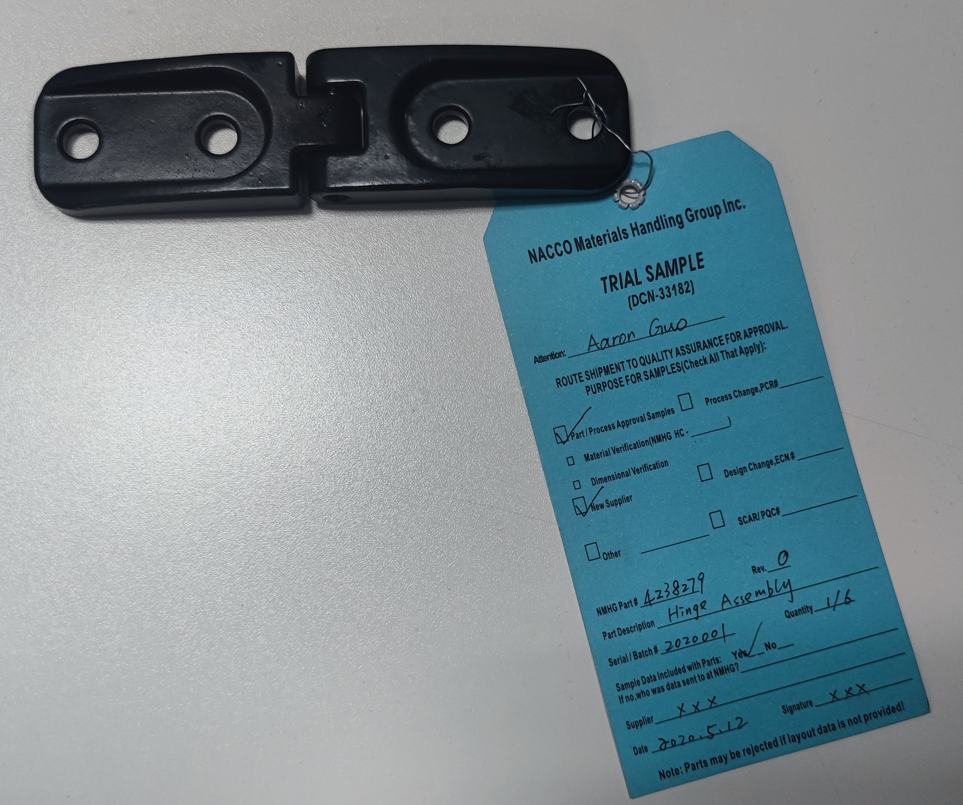 NACCO Materials Handling Group Inc.
TRIAL SAMPLE
(DCN-33182)
Attention: Aaron Guo
ROUTE SHIPMENT TO QUALITY ASSURANCE FOR APPROVAL.
PURPOSE FOR SAMPLES(Check All That Apply):
Part / Process Approval Samples Process Change,PCR#
Material Verification(NMHG HC-
Dimensional Verification Design Change,ECN#
New Supplier
Other SCAR/ PQC#
NMHG Part# 4238279 Rev. 0
Part Description Hinge Assembly
Serial / Batch# 2020001 Quantity 1/6
Sample Data Included with Parts: Yes No
If no,who was data sent to at NMHG?
Supplier xxx Signature xxx
Date 2020.5.12
Note: Parts may be rejected if layout data is not provided!